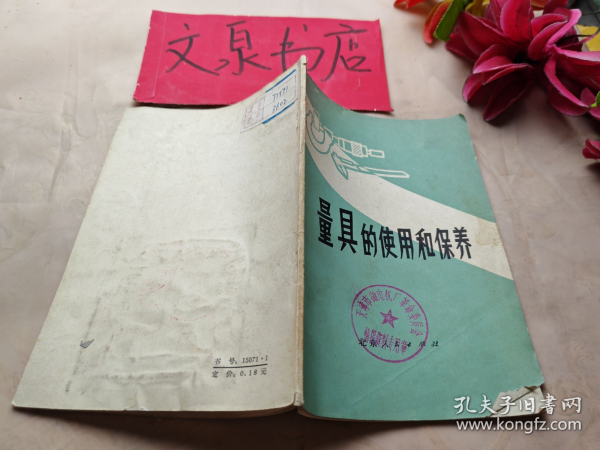 文泉书店
量具的使用和保养
北京人民出版社
书号:15071·1
定价:0.18元
孔夫子旧书网
www.kongfz.com